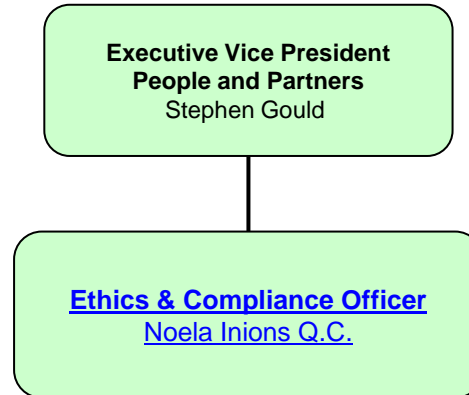 Executive Vice President
People and Partners
Stephen Gould
Ethics & Compliance Officer
Noela Inions Q.C.